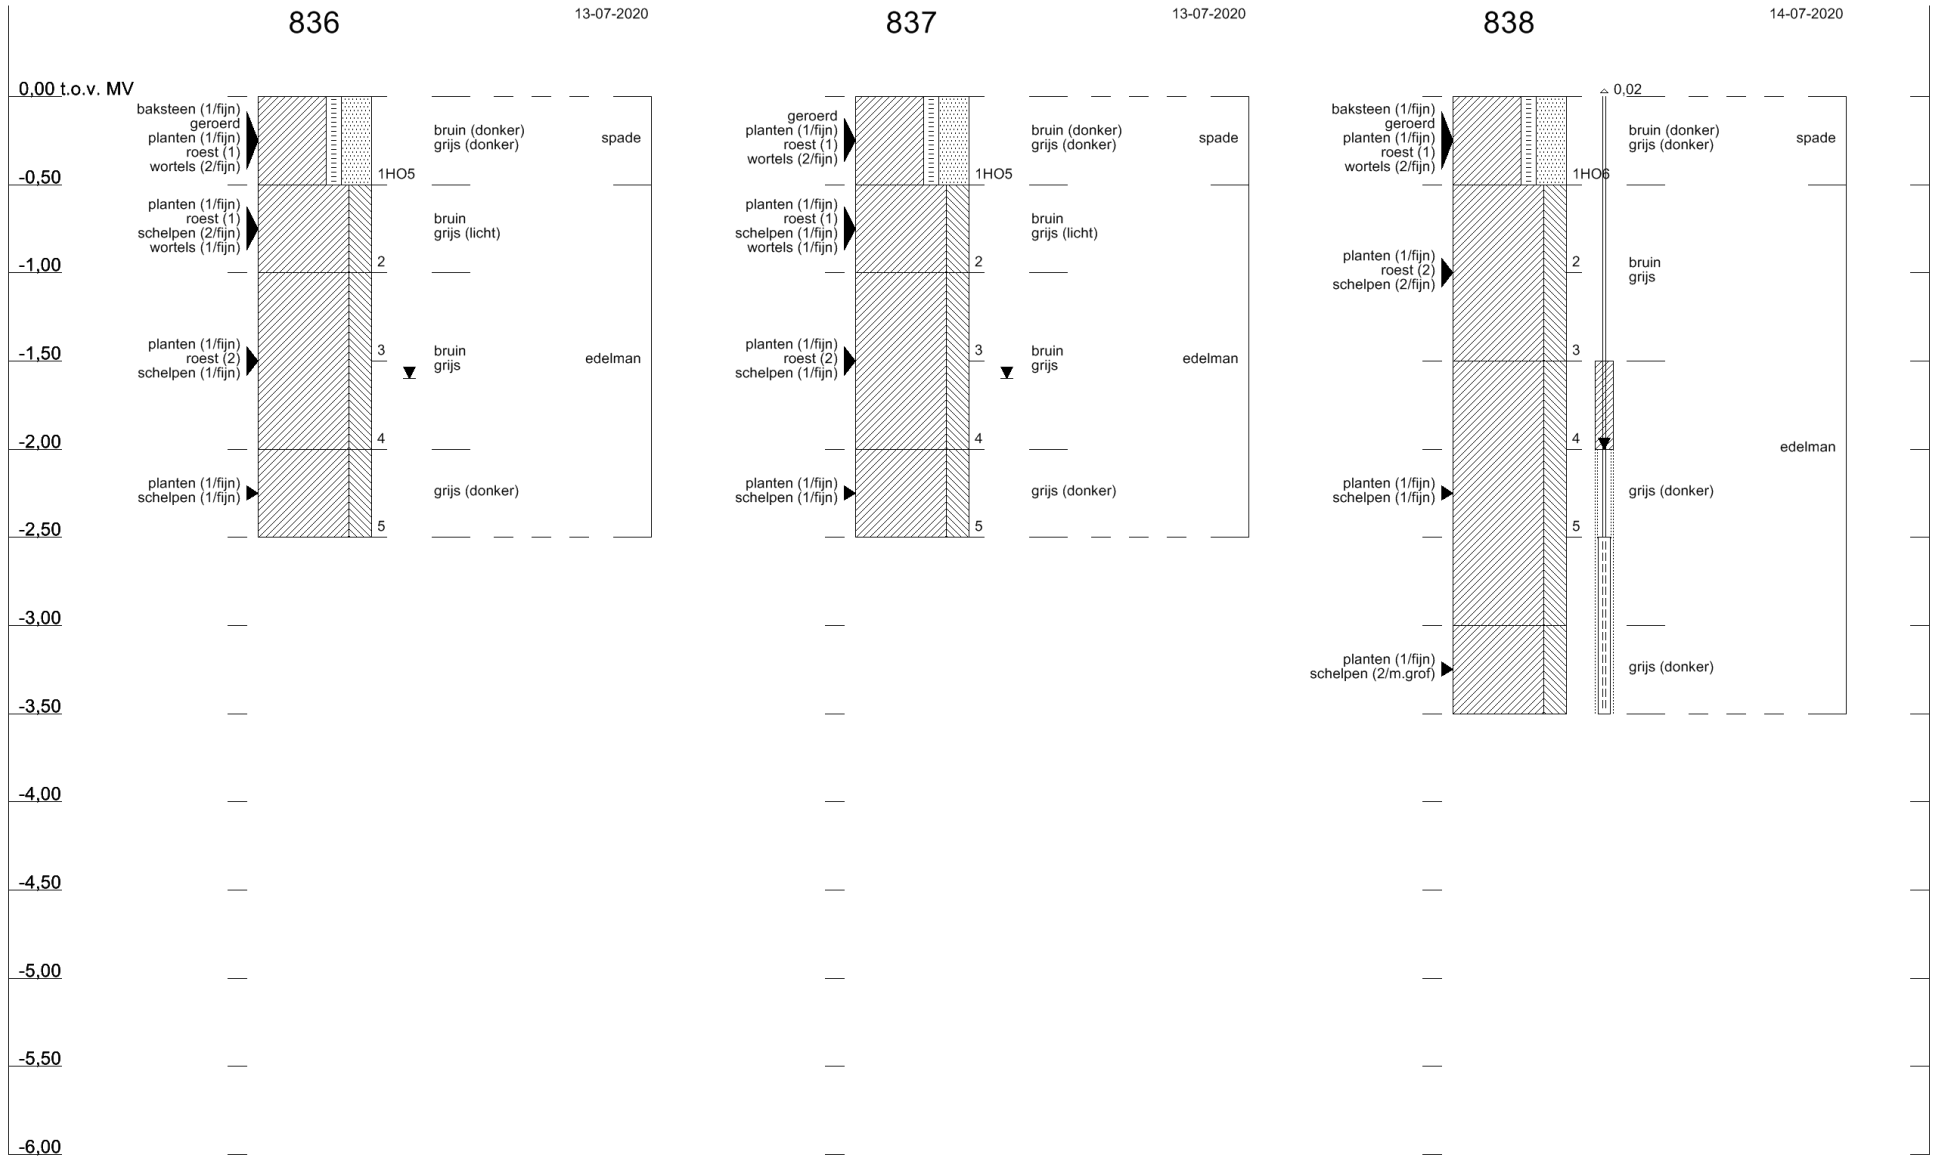 836
13-07-2020
837
13-07-2020
838
14-07-2020
0,00 t.o.v. MV
-0,50
-1,00
-1,50
-2,00
-2,50
-3,00
-3,50
-4,00
-4,50
-5,00
-5,50
-6,00
baksteen (1/fijn)
geroerd
planten (1/fijn)
roest (1)
wortels (2/fijn)
1HO5
bruin (donker)
grijs (donker)
spade
planten (1/fijn)
roest (1)
schelpen (2/fijn)
wortels (1/fijn)
2
bruin
grijs (licht)
planten (1/fijn)
roest (2)
schelpen (1/fijn)
3
bruin
grijs
edelman
4
planten (1/fijn)
schelpen (1/fijn)
grijs (donker)
5
geroerd
planten (1/fijn)
roest (1)
wortels (2/fijn)
1HO5
bruin (donker)
grijs (donker)
spade
planten (1/fijn)
roest (1)
schelpen (1/fijn)
wortels (1/fijn)
2
bruin
grijs (licht)
planten (1/fijn)
roest (2)
schelpen (1/fijn)
3
bruin
grijs
edelman
4
planten (1/fijn)
schelpen (1/fijn)
grijs (donker)
5
0,02
baksteen (1/fijn)
geroerd
planten (1/fijn)
roest (1)
wortels (2/fijn)
1HO6
bruin (donker)
grijs (donker)
spade
planten (1/fijn)
roest (2)
schelpen (2/fijn)
2
bruin
grijs
3
4
edelman
planten (1/fijn)
schelpen (1/fijn)
grijs (donker)
5
planten (1/fijn)
schelpen (2/m.grof)
grijs (donker)